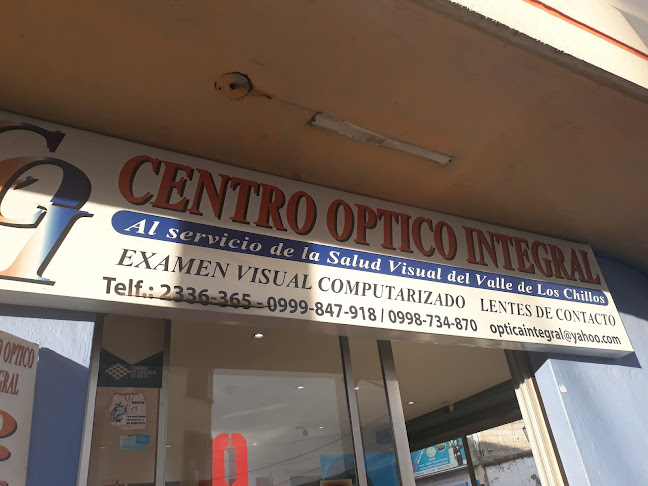 CENTRO OPTICO INTEGRAL
Al servicio de la Salud Visual del Valle de Los Chillos
EXAMEN VISUAL COMPUTARIZADO LENTES DE CONTACTO
Telf.: 2336-365 - 0999-847-918 / 0998-734-870 opticaintegral@yahoo.com
O OPTICO
GRAL